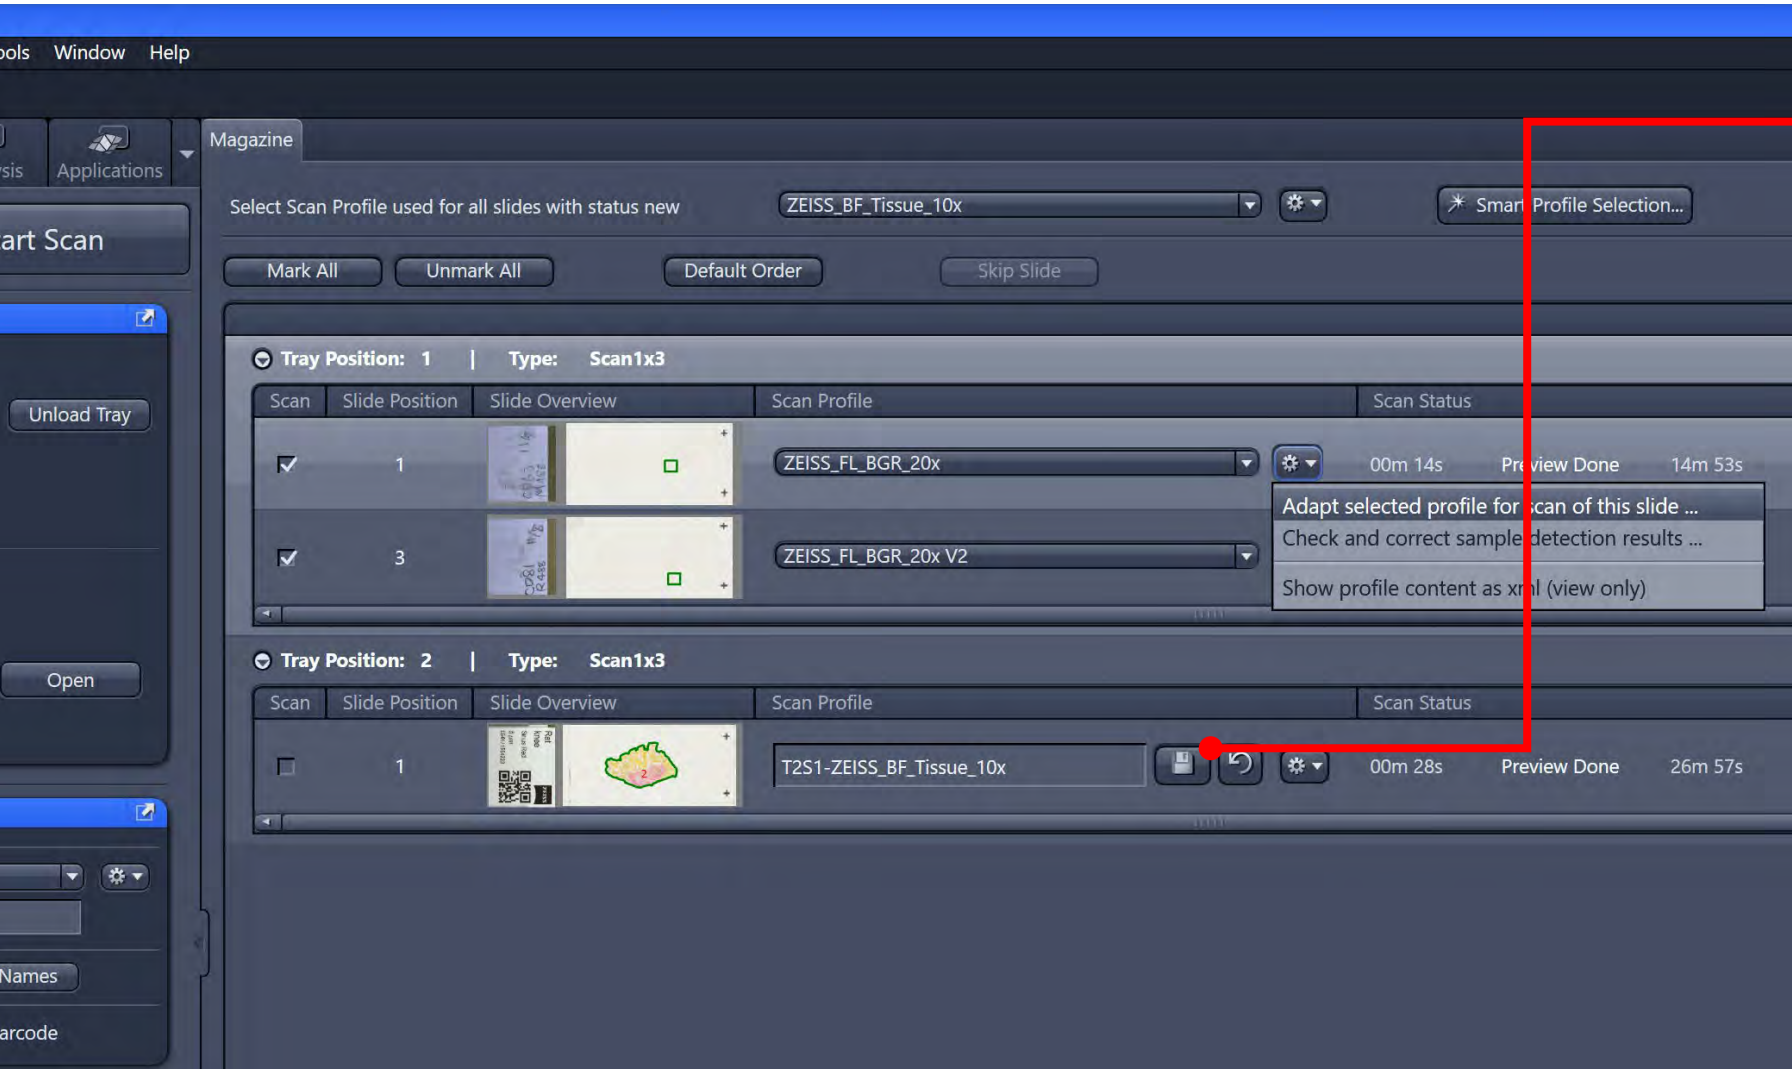 ools Window Help
sis Applications Magazine
Select Scan Profile used for all slides with status new ZEISS_BF_Tissue_10x Smart Profile Selection...
art Scan
Mark All Unmark All Default Order Skip Slide
Tray Position: 1 | Type: Scan1x3
Scan Slide Position Slide Overview Scan Profile Scan Status
Unload Tray
1 ZEISS_FL_BGR_20x 00m 14s Preview Done 14m 53s
Adapt selected profile for scan of this slide ...
Check and correct sample detection results ...
3 ZEISS_FL_BGR_20x V2
Show profile content as xml (view only)
Tray Position: 2 | Type: Scan1x3
Open
Scan Slide Position Slide Overview Scan Profile Scan Status
Rat
knee
2
1 T2S1-ZEISS_BF_Tissue_10x 00m 28s Preview Done 26m 57s
Names
arcode